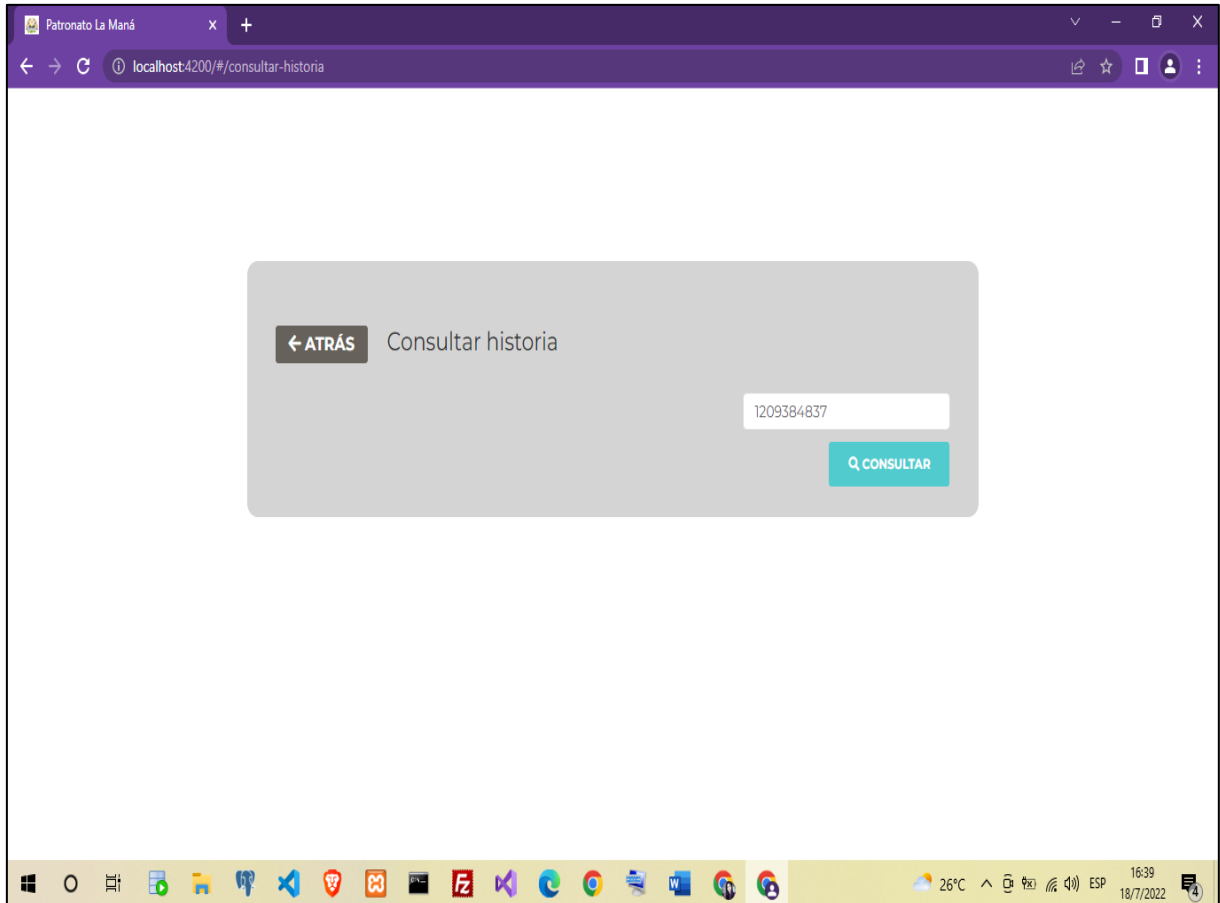 Patronato La Maná
localhost:4200/#/consultar-historia
ATRÁS
Consultar historia
1209384837
CONSULTAR
26°C
ESP
16:39
18/7/2022
4